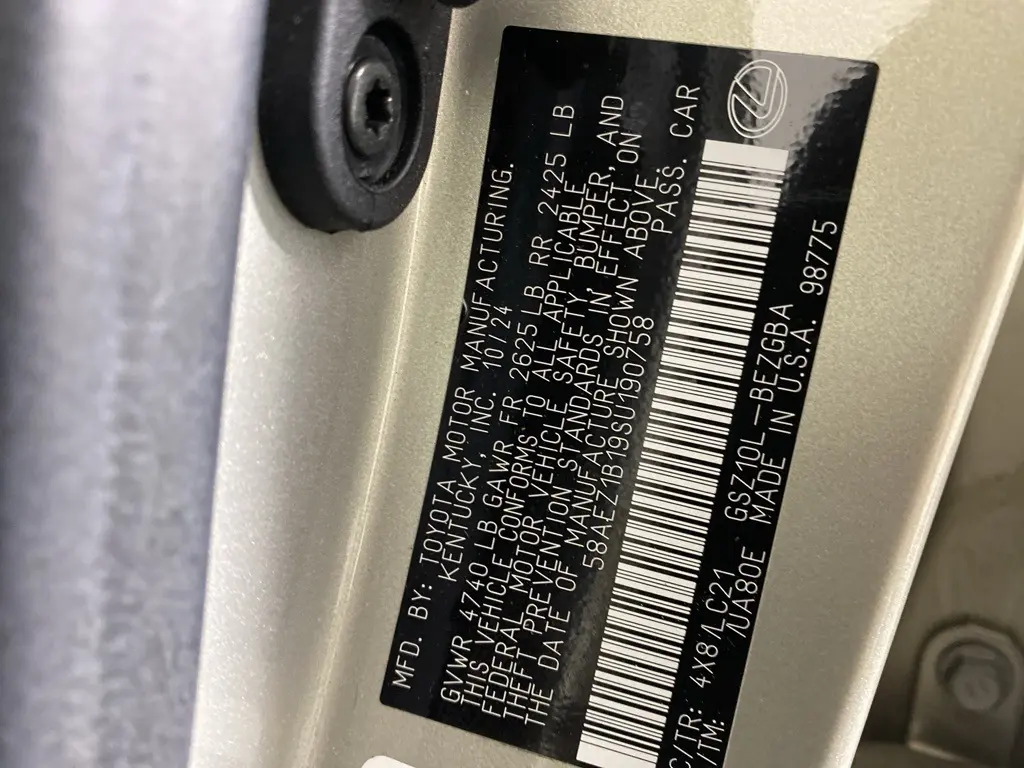 MFD. BY: TOYOTA MOTOR MANUFACTURING.
KENTUCKY, INC. 10/24
GVWR 4740 LB GAWR FR 2625 LB RR 2425 LB
THIS VEHICLE CONFORMS TO ALL APPLICABLE
FEDERAL MOTOR VEHICLE SAFETY, BUMPER, AND
THEFT PREVENTION STANDARDS IN EFFECT ON
THE DATE OF MANUFACTURE SHOWN ABOVE.
58AEZ1B19SU190758 PASS. CAR
C/TR: 4X8/LC21 GSZ10L-BEZGBA
/TM: /UA80E MADE IN U.S.A. 98775